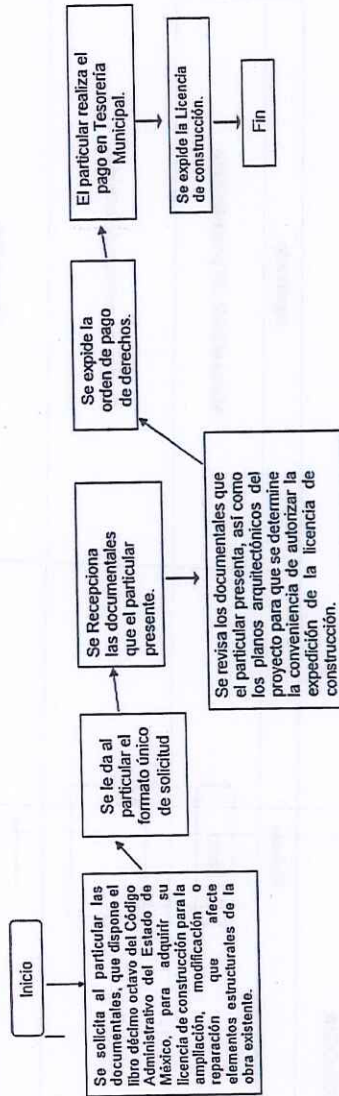 Inicio
Se solicita al particular las
documentales, que dispone el
libro décimo octavo del Código
Administrativo del Estado de
México, para adquirir su
licencia de construcción para la
ampliación, modificación o
reparación que afecte
elementos estructurales de la
obra existente.
Se le da al
particular el
formato único
de solicitud
Se Recepciona
las documentales
que el particular
presente.
Se revisa los documentales que
el particular presenta, así como
los planos arquitectónicos del
proyecto para que se determine
la conveniencia de autorizar la
expedición de la licencia de
construcción.
Se expide la
orden de pago
de derechos.
El particular realiza el
pago en Tesorería
Municipal.
Se expide la Licencia
de construcción.
Fin